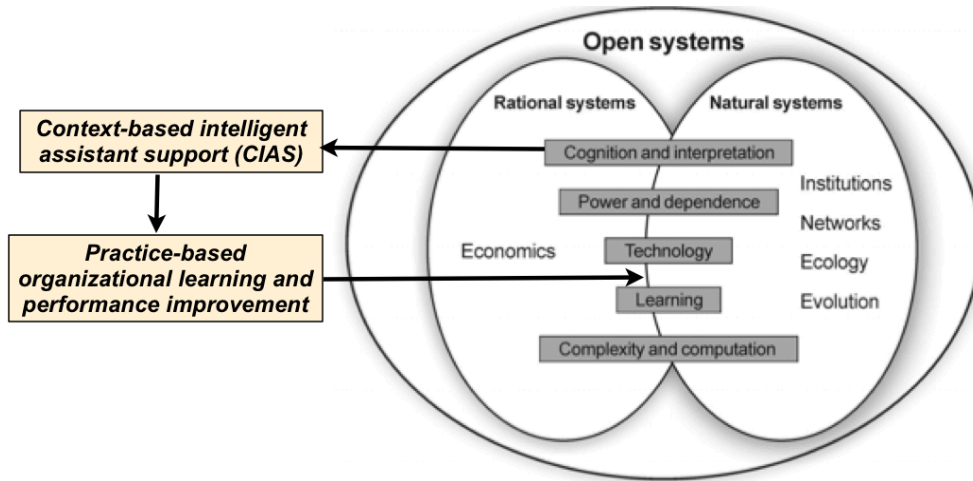 Open systems
Rational systems
Natural systems
Context-based intelligent
assistant support (CIAS)
Cognition and interpretation
Institutions
Power and dependence
Networks
Practice-based
organizational learning and
performance improvement
Economics
Technology
Ecology
Learning
Evolution
Complexity and computation